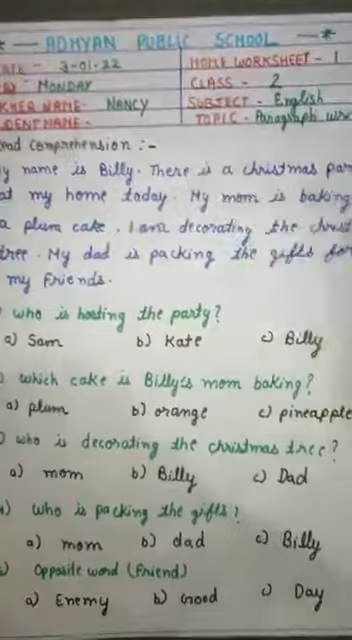 ADHYAN PUBLIC SCHOOL
3-01-22 HOME WORKSHEET - 1
MONDAY CLASS - 2
NAME- NANCY SUBJECT - English
NAME- TOPIC - Paragraph
comprehension :-
name is Billy. There is a christmas
at my home today. My mom is baking
a plum cake. I am decorating the
tree. My dad is packing the gifts for
my friends.
who is hosting the party?
a) Sam b) Kate c) Billy
which cake is Billy's mom baking?
a) plum b) orange c) pineapple
who is decorating the christmas tree?
a) mom b) Billy c) Dad
who is packing the gifts?
a) mom b) dad c) Billy
Opposite word (Friend)
a) Enemy b) Good c) Day